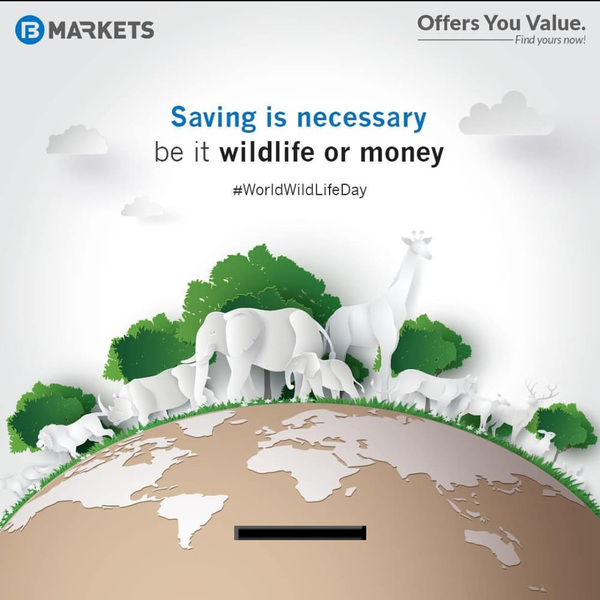 B MARKETS
Offers You Value.
Find yours now!
Saving is necessary
be it wildlife or money
#WorldWildLifeDay